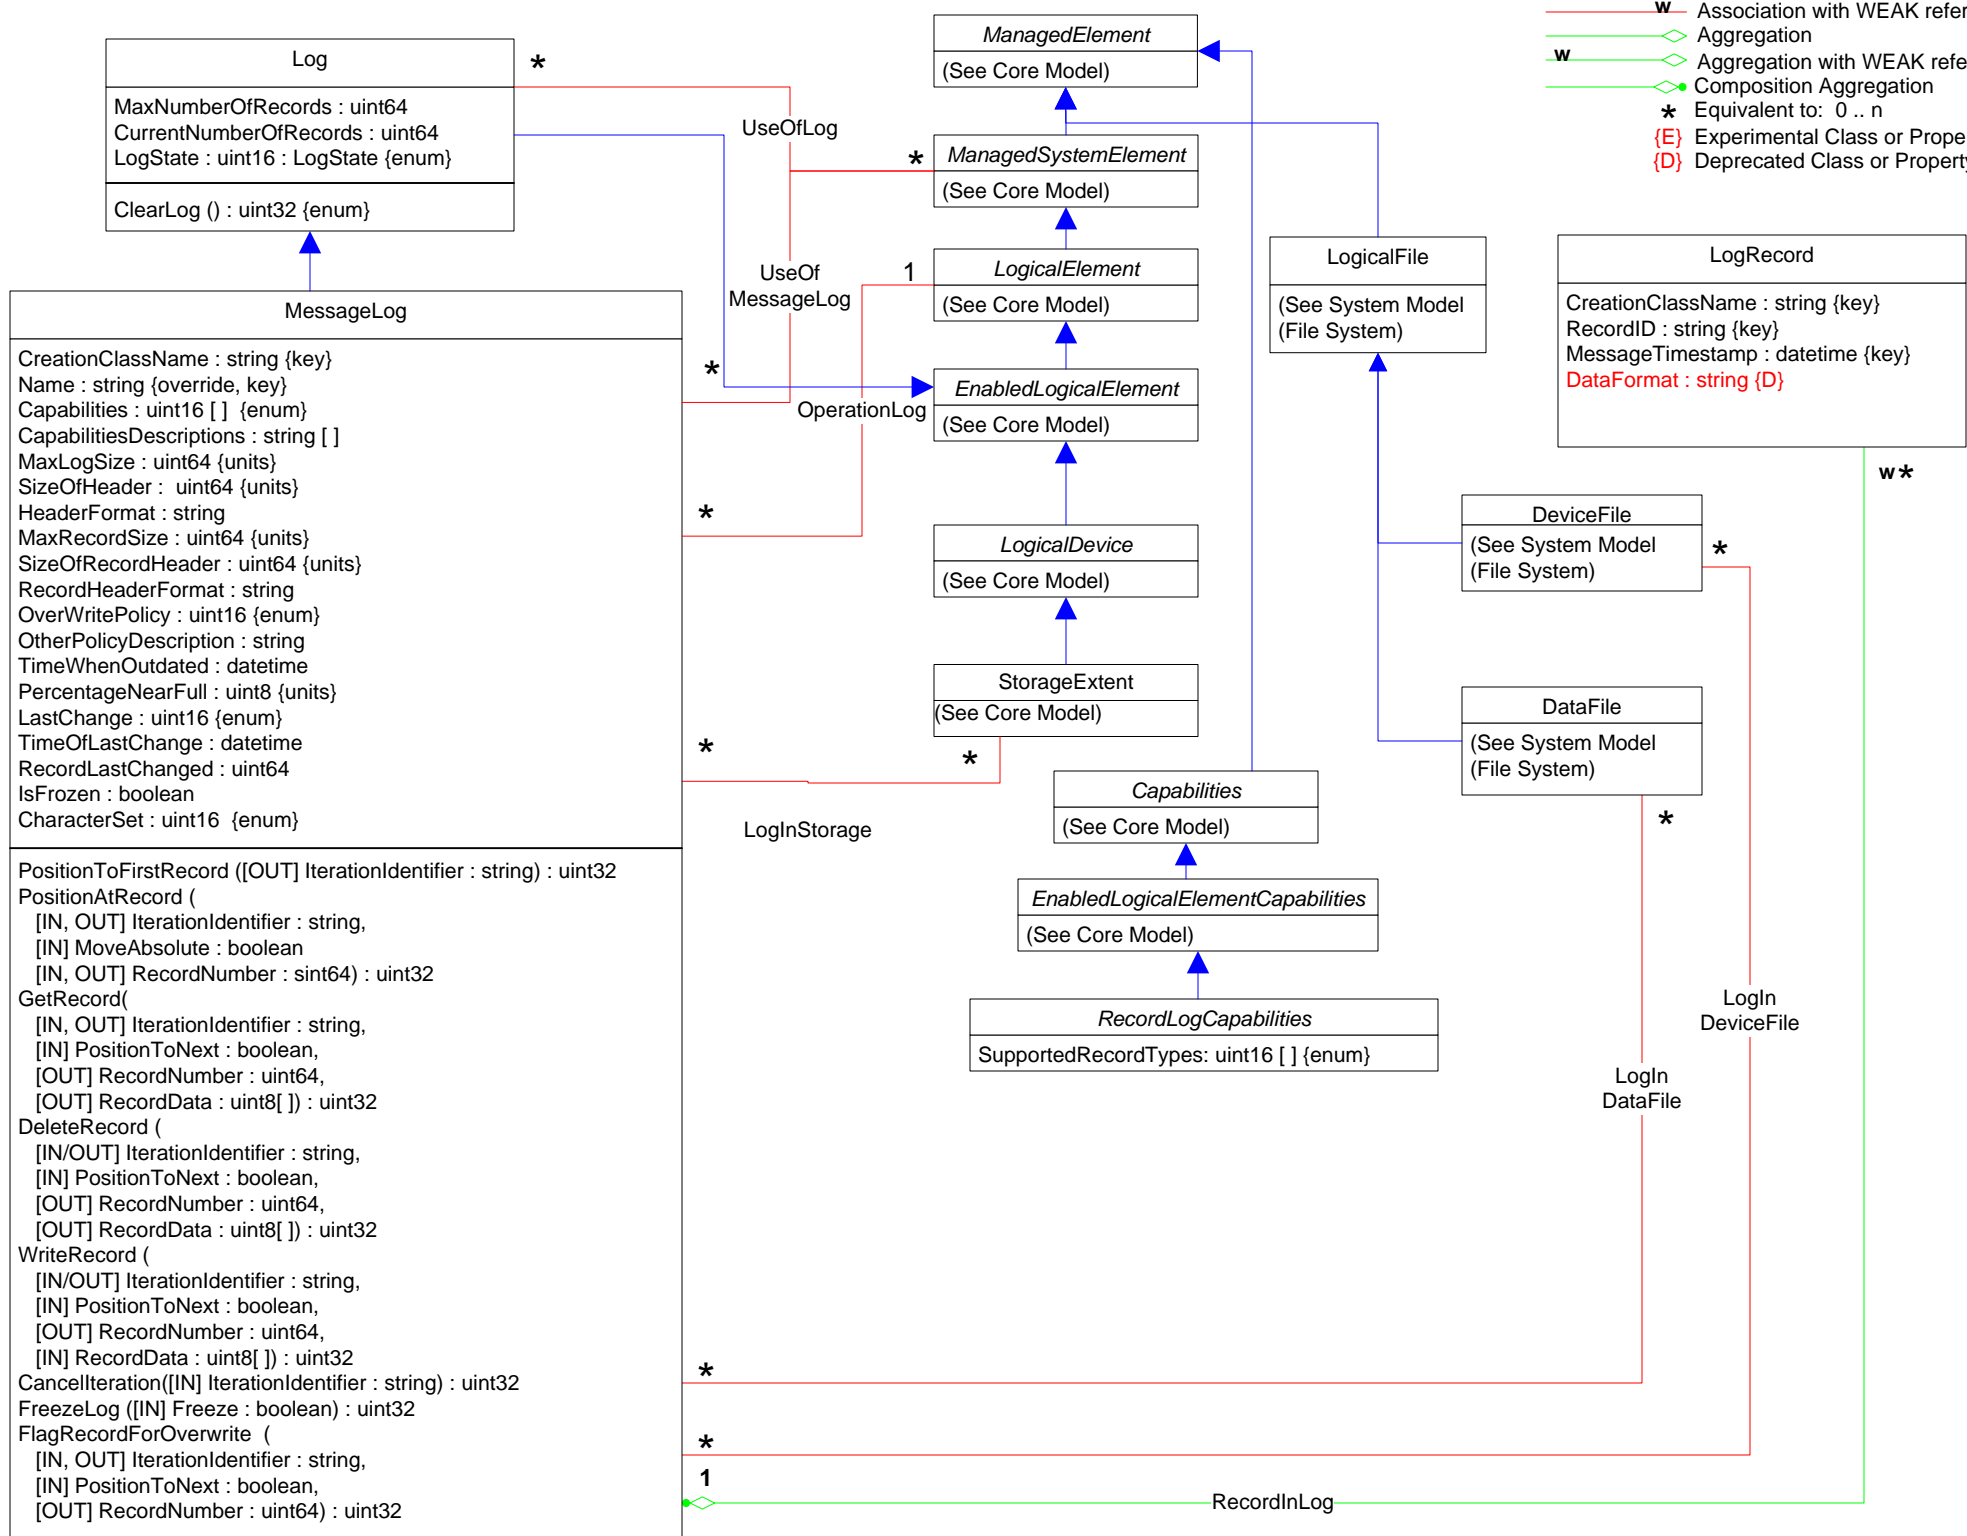 w Association with WEAK refer
Aggregation
w Aggregation with WEAK refe
Composition Aggregation
* Equivalent to: 0 .. n
{E} Experimental Class or Prope
{D} Deprecated Class or Property
Log
MaxNumberOfRecords : uint64
CurrentNumberOfRecords : uint64
LogState : uint16 : LogState {enum}
ClearLog () : uint32 {enum}
*
UseOfLog
*
ManagedElement
(See Core Model)
ManagedSystemElement
(See Core Model)
LogicalElement
(See Core Model)
1
UseOf
MessageLog
*
OperationLog
EnabledLogicalElement
(See Core Model)
*
LogicalDevice
(See Core Model)
StorageExtent
(See Core Model)
*
*
LogInStorage
LogicalFile
(See System Model
(File System)
LogRecord
CreationClassName : string {key}
RecordID : string {key}
MessageTimestamp : datetime {key}
DataFormat : string {D}
w *
DeviceFile
(See System Model
(File System)
*
DataFile
(See System Model
(File System)
*
Capabilities
(See Core Model)
EnabledLogicalElementCapabilities
(See Core Model)
RecordLogCapabilities
SupportedRecordTypes: uint16 [ ] {enum}
LogIn
DeviceFile
LogIn
DataFile
MessageLog
CreationClassName : string {key}
Name : string {override, key}
Capabilities : uint16 [ ] {enum}
CapabilitiesDescriptions : string [ ]
MaxLogSize : uint64 {units}
SizeOfHeader : uint64 {units}
HeaderFormat : string
MaxRecordSize : uint64 {units}
SizeOfRecordHeader : uint64 {units}
RecordHeaderFormat : string
OverWritePolicy : uint16 {enum}
OtherPolicyDescription : string
TimeWhenOutdated : datetime
PercentageNearFull : uint8 {units}
LastChange : uint16 {enum}
TimeOfLastChange : datetime
RecordLastChanged : uint64
IsFrozen : boolean
CharacterSet : uint16 {enum}
PositionToFirstRecord ([OUT] IterationIdentifier : string) : uint32
PositionAtRecord (
[IN, OUT] IterationIdentifier : string,
[IN] MoveAbsolute : boolean
[IN, OUT] RecordNumber : sint64) : uint32
GetRecord(
[IN, OUT] IterationIdentifier : string,
[IN] PositionToNext : boolean,
[OUT] RecordNumber : uint64,
[OUT] RecordData : uint8[ ]) : uint32
DeleteRecord (
[IN/OUT] IterationIdentifier : string,
[IN] PositionToNext : boolean,
[OUT] RecordNumber : uint64,
[OUT] RecordData : uint8[ ]) : uint32
WriteRecord (
[IN/OUT] IterationIdentifier : string,
[IN] PositionToNext : boolean,
[OUT] RecordNumber : uint64,
[IN] RecordData : uint8[ ]) : uint32
CancelIteration([IN] IterationIdentifier : string) : uint32
FreezeLog ([IN] Freeze : boolean) : uint32
FlagRecordForOverwrite (
[IN, OUT] IterationIdentifier : string,
[IN] PositionToNext : boolean,
[OUT] RecordNumber : uint64) : uint32
*
*
1
RecordInLog